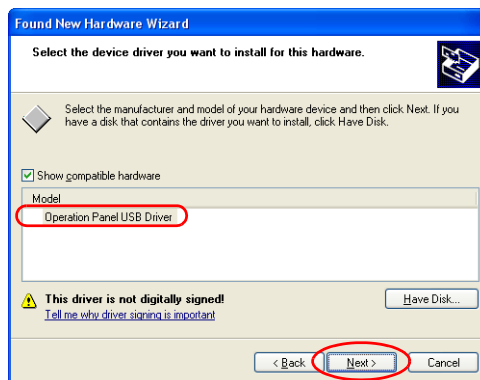 Found New Hardware Wizard
Select the device driver you want to install for this hardware.
Select the manufacturer and model of your hardware device and then click Next. If you
have a disk that contains the driver you want to install, click Have Disk.
Show compatible hardware
Model
Operation Panel USB Driver
This driver is not digitally signed!
Tell me why driver signing is important
Have Disk...
< Back
Next >
Cancel